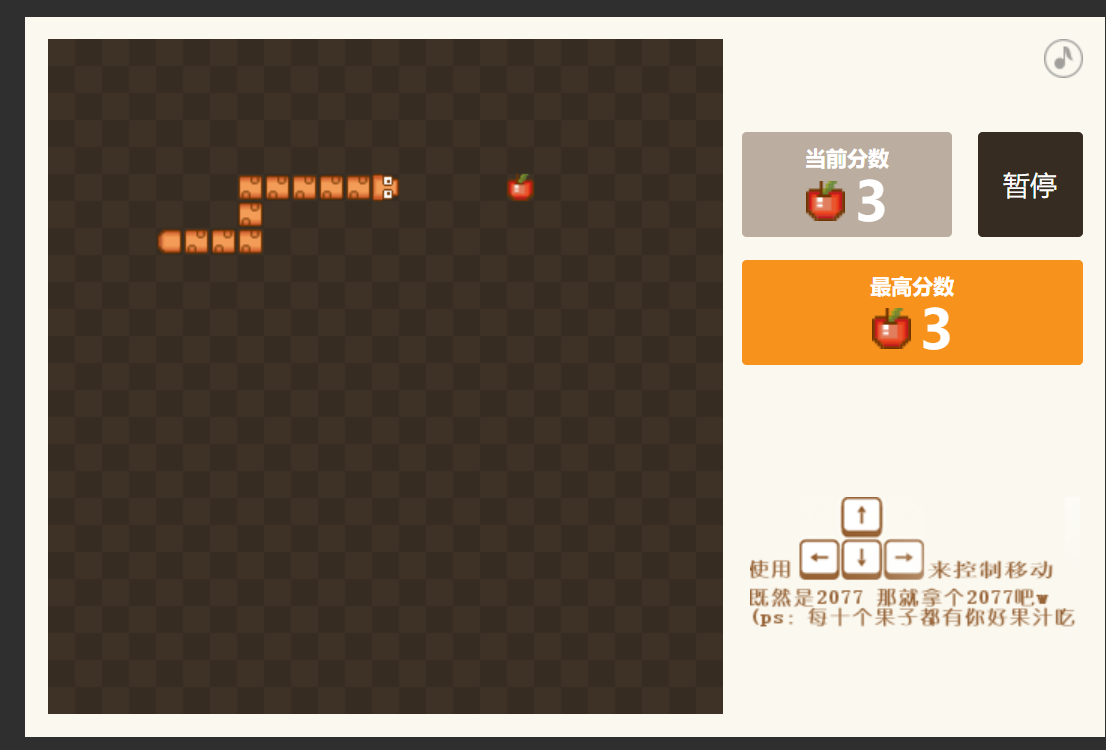 当前分数
3
暂停
最高分数
3
↑
使用 ← ↓ → 来控制移动
既然是2077 那就拿个2077吧w
(ps: 每十个果子都有你好果汁吃